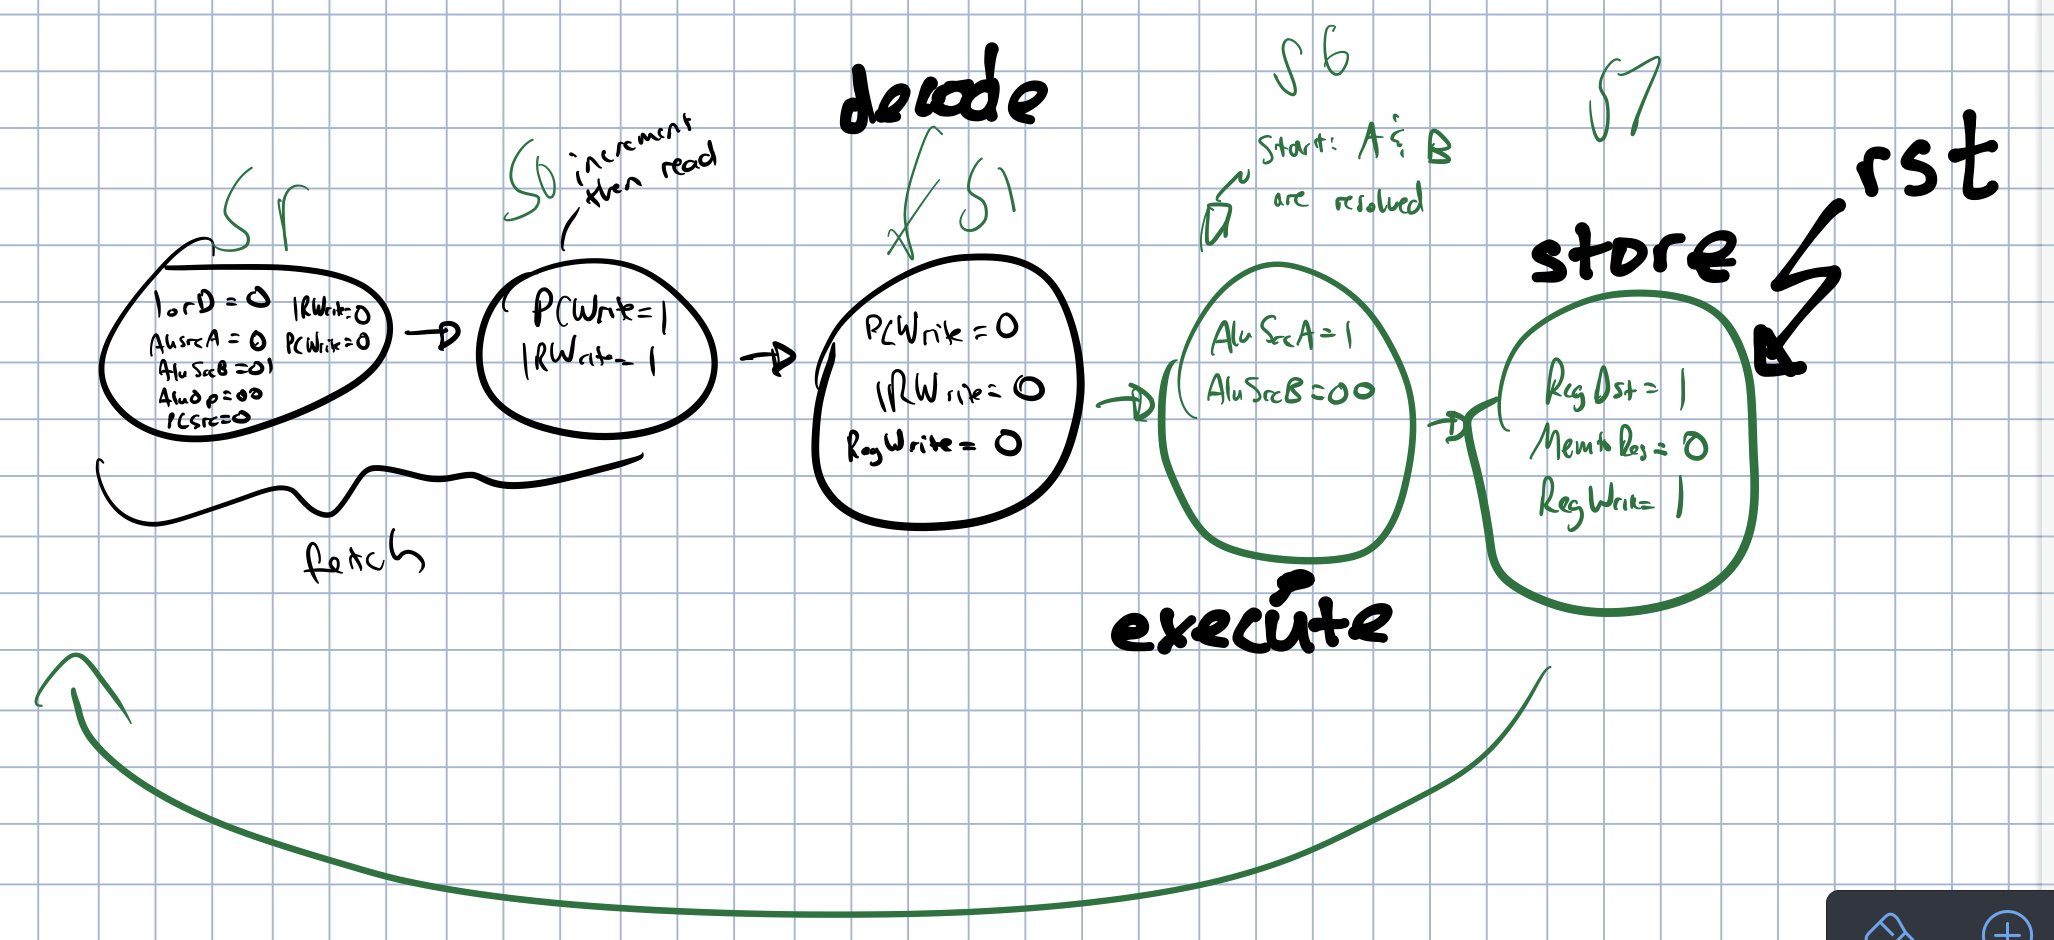 Sr
IorD = 0
IRWrite=0
AlusrcA = 0
PCWrite=0
Alu SrcB =01
AluOp=00
PCsrc=0
S0
increment
then read
PCWrite=1
IRWrite=1
fetch
decode
S1
PCWrite=0
IRWrite=0
RegWrite=0
S6
Start: A & B
are resolved
AluSrcA=1
AluSrcB=00
execute
S7
rst
store
RegDst=1
MemtoReg=0
RegWrite=1